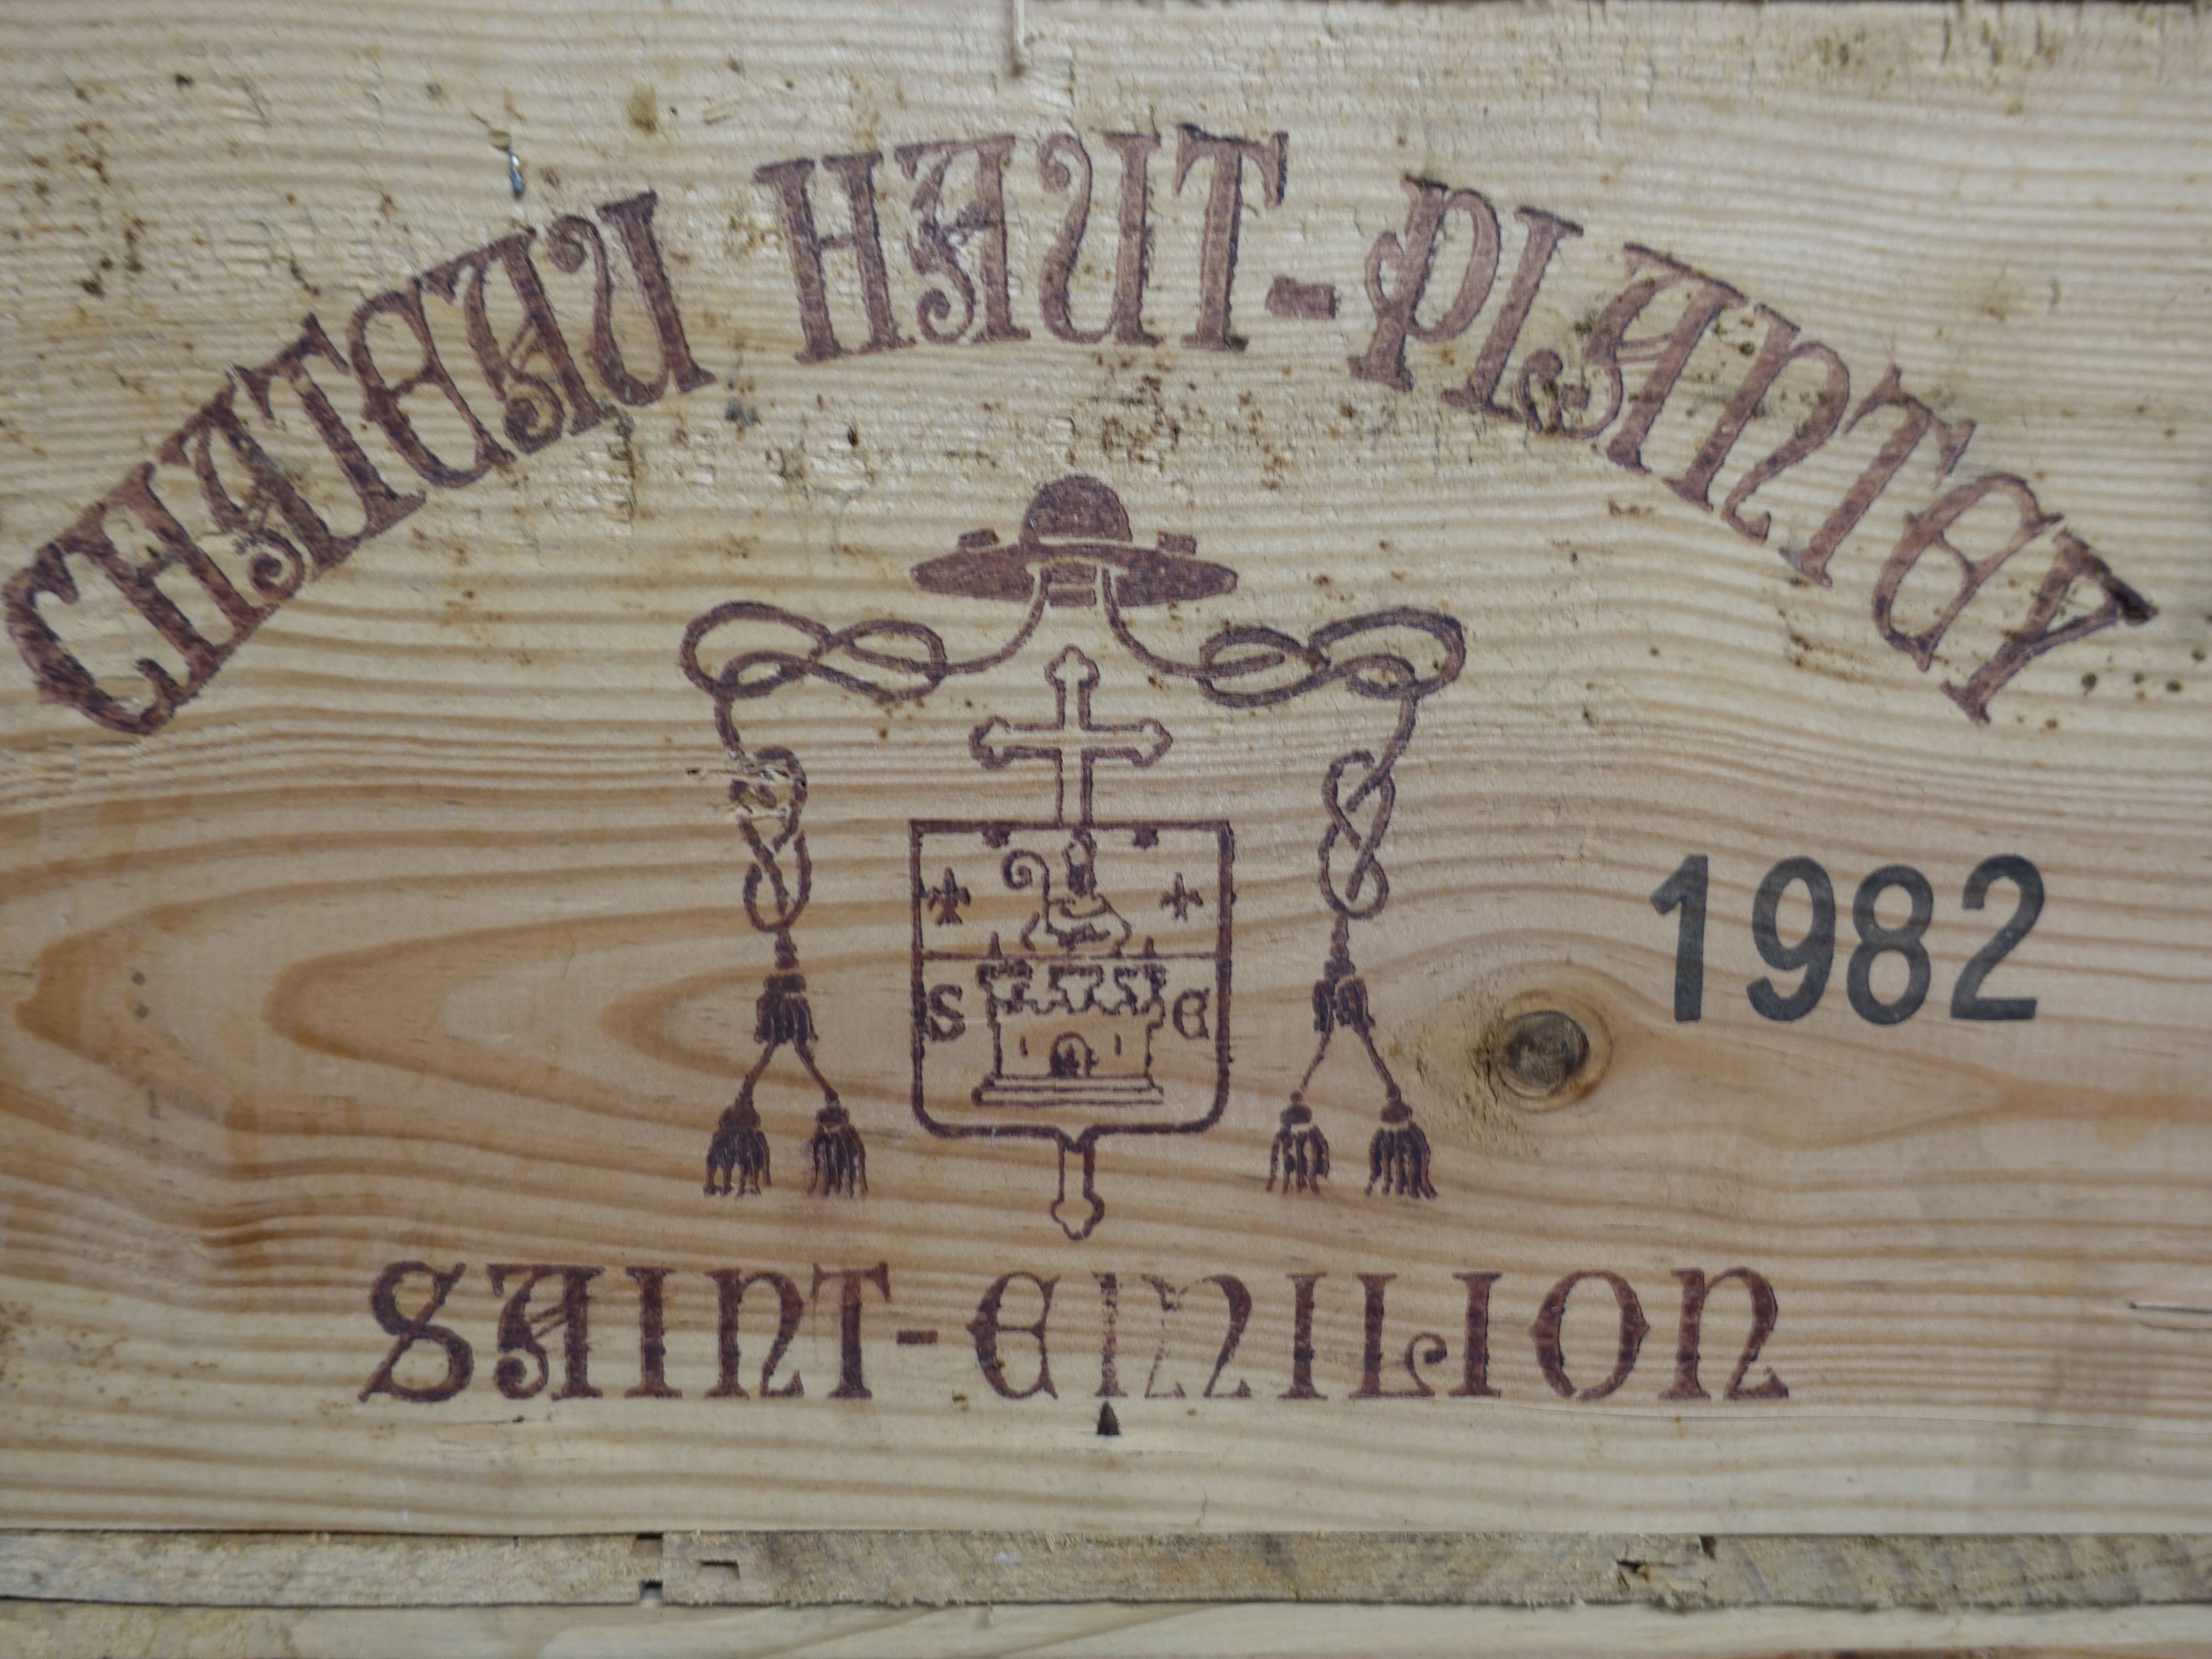 CHATEAU HAUT-PLANTEY
S E
1982
SAINT-EMILION